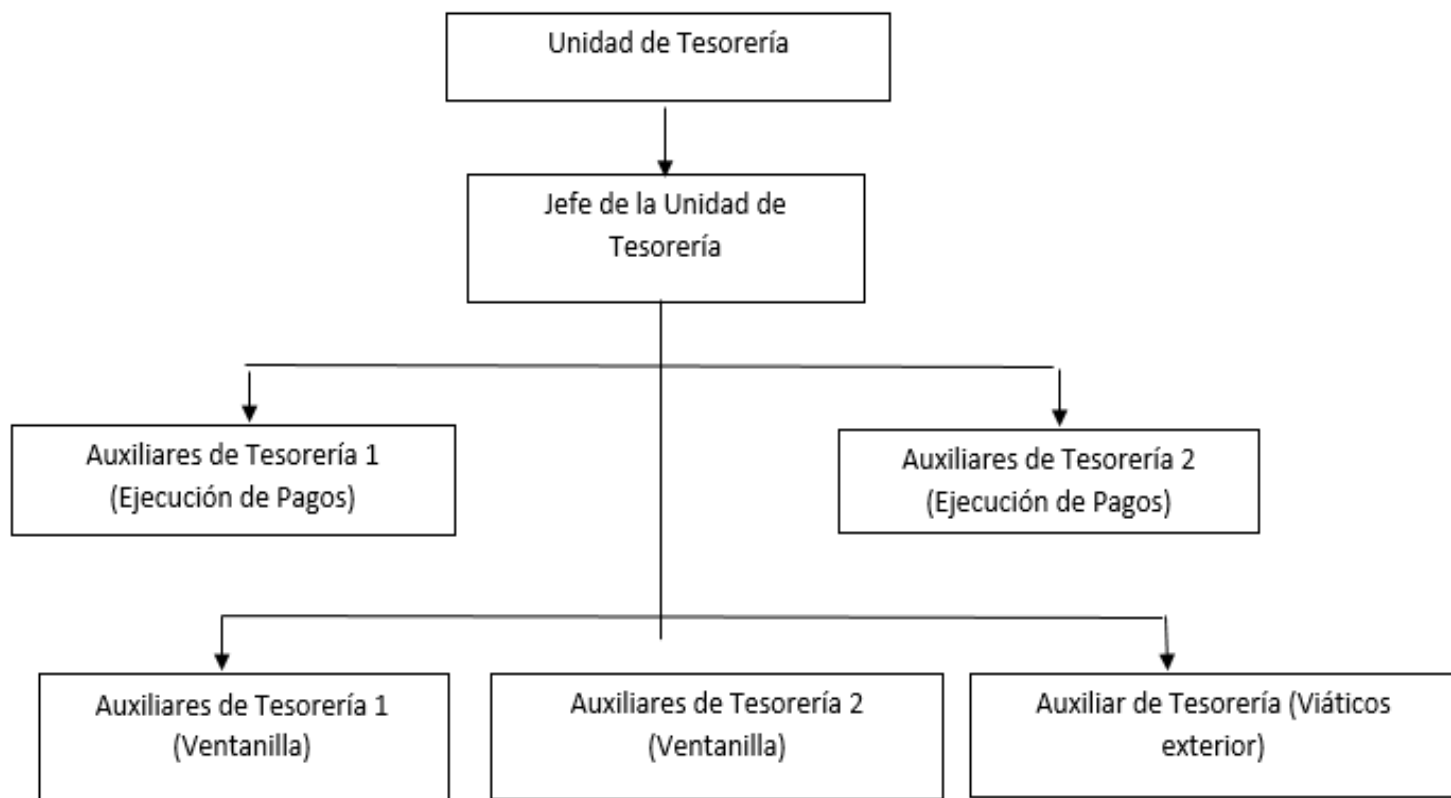 Unidad de Tesorería
Jefe de la Unidad de
Tesorería
Auxiliares de Tesorería 1
(Ejecución de Pagos)
Auxiliares de Tesorería 2
(Ejecución de Pagos)
Auxiliares de Tesorería 1
(Ventanilla)
Auxiliares de Tesorería 2
(Ventanilla)
Auxiliar de Tesorería (Viáticos
exterior)